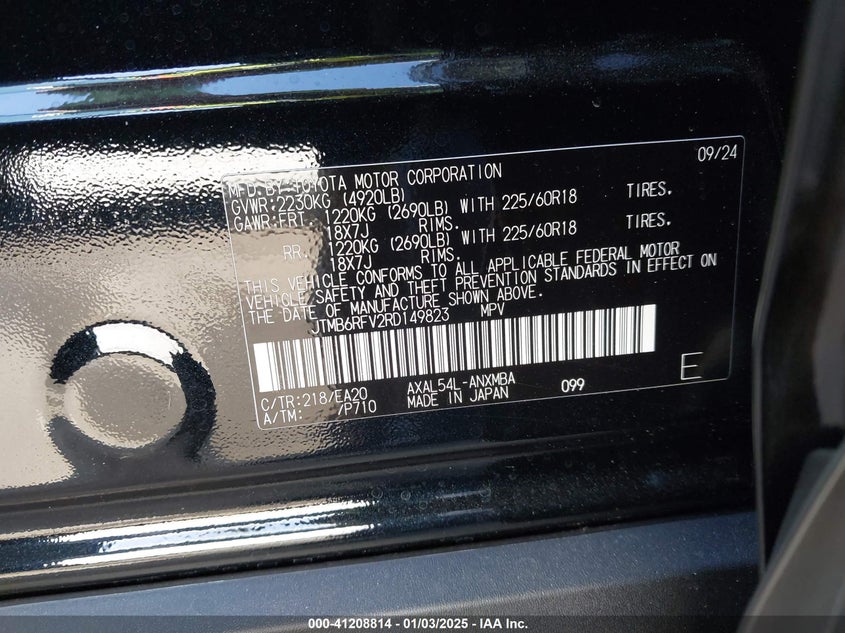 09/24
MFD. BY TOYOTA MOTOR CORPORATION
GVWR:2230KG (4920LB)
GAWR:FRT. 1220KG (2690LB) WITH 225/60R18 TIRES.
18X7J RIMS.
RR. 1220KG (2690LB) WITH 225/60R18 TIRES.
18X7J RIMS.
THIS VEHICLE CONFORMS TO ALL APPLICABLE FEDERAL MOTOR
VEHICLE SAFETY AND THEFT PREVENTION STANDARDS IN EFFECT ON
THE DATE OF MANUFACTURE SHOWN ABOVE.
JTMB6RFV2RD149823 MPV
C/TR:218/EA20 AXAL54L-ANXMBA 099 E
A/TM: /P710 MADE IN JAPAN
000-41208814 - 01/03/2025 - IAA Inc.